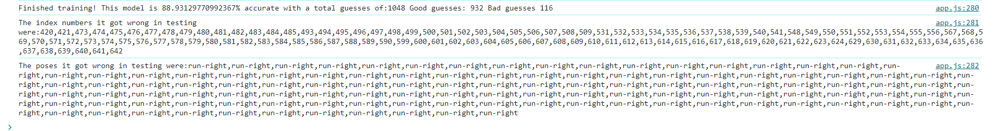 Finished training! This model is 88.93129770992367% accurate with a total guesses of:1048 Good guesses: 932 Bad guesses 116 app.js:280
The index numbers it got wrong in testing app.js:281
were:420,421,473,474,475,476,477,478,479,480,481,482,483,484,485,493,494,495,496,497,498,499,500,501,502,503,504,505,506,507,508,509,531,532,533,534,535,536,537,538,539,540,541,548,549,550,551,552,553,554,555,556,567,568,5
69,570,571,572,573,574,575,576,577,578,579,580,581,582,583,584,585,586,587,588,589,590,599,600,601,602,603,604,605,606,607,608,609,610,611,612,613,614,615,616,617,618,619,620,621,622,623,624,629,630,631,632,633,634,635,636
,637,638,639,640,641,642
The poses it got wrong in testing were:run-right,run-right,run-right,run-right,run-right,run-right,run-right,run-right,run-right,run-right,run-right,run-right,run-right,run-right,run-right,run-right,run- app.js:282
right,run-right,run-right,run-right,run-right,run-right,run-right,run-right,run-right,run-right,run-right,run-right,run-right,run-right,run-right,run-right,run-right,run-right,run-right,run-right,run-right,run-right,run-
right,run-right,run-right,run-right,run-right,run-right,run-right,run-right,run-right,run-right,run-right,run-right,run-right,run-right,run-right,run-right,run-right,run-right,run-right,run-right,run-right,run-right,run-
right,run-right,run-right,run-right,run-right,run-right,run-right,run-right,run-right,run-right,run-right,run-right,run-right,run-right,run-right,run-right,run-right,run-right,run-right,run-right,run-right,run-right,run-
right,run-right,run-right,run-right,run-right,run-right,run-right,run-right,run-right,run-right,run-right,run-right,run-right,run-right,run-right,run-right,run-right,run-right,run-right,run-right,run-right,run-right,run-
right,run-right,run-right,run-right,run-right,run-right,run-right,run-right,run-right,run-right,run-right,run-right